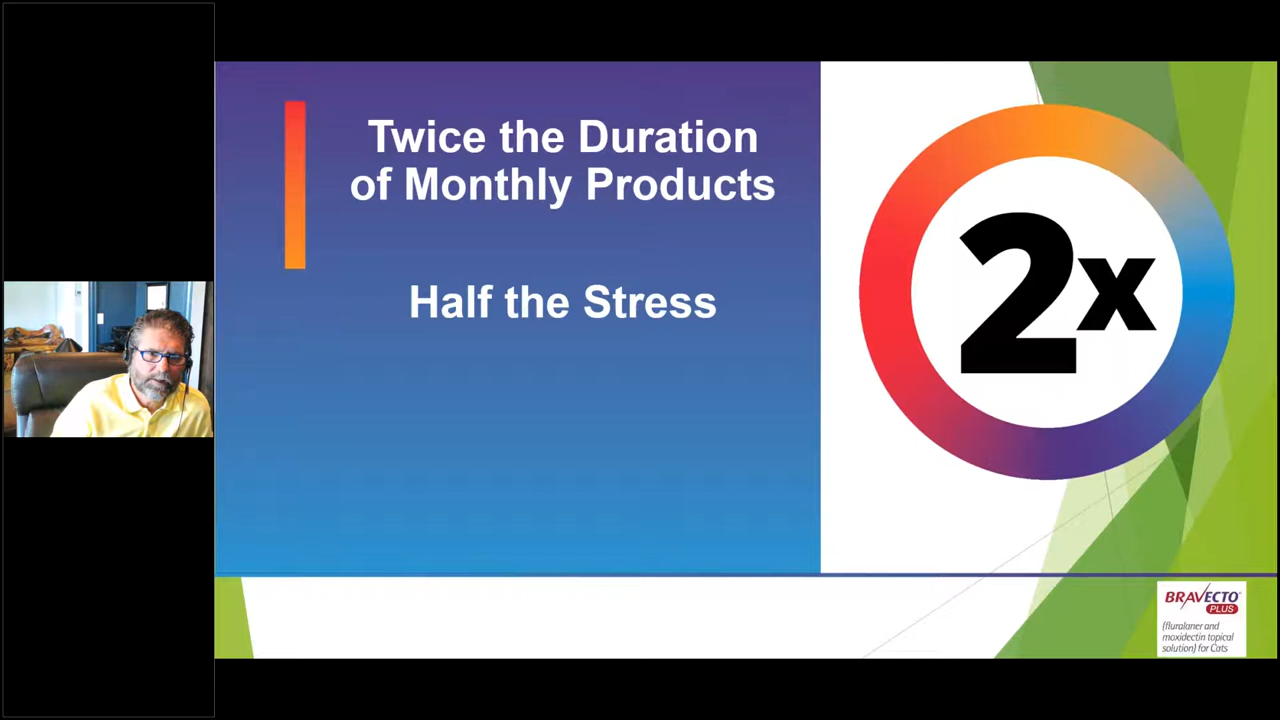 Twice the Duration
of Monthly Products
Half the Stress
2x
BRAVECTO
PLUS
(fluralaner and
moxidectin topical
solution) for Cats